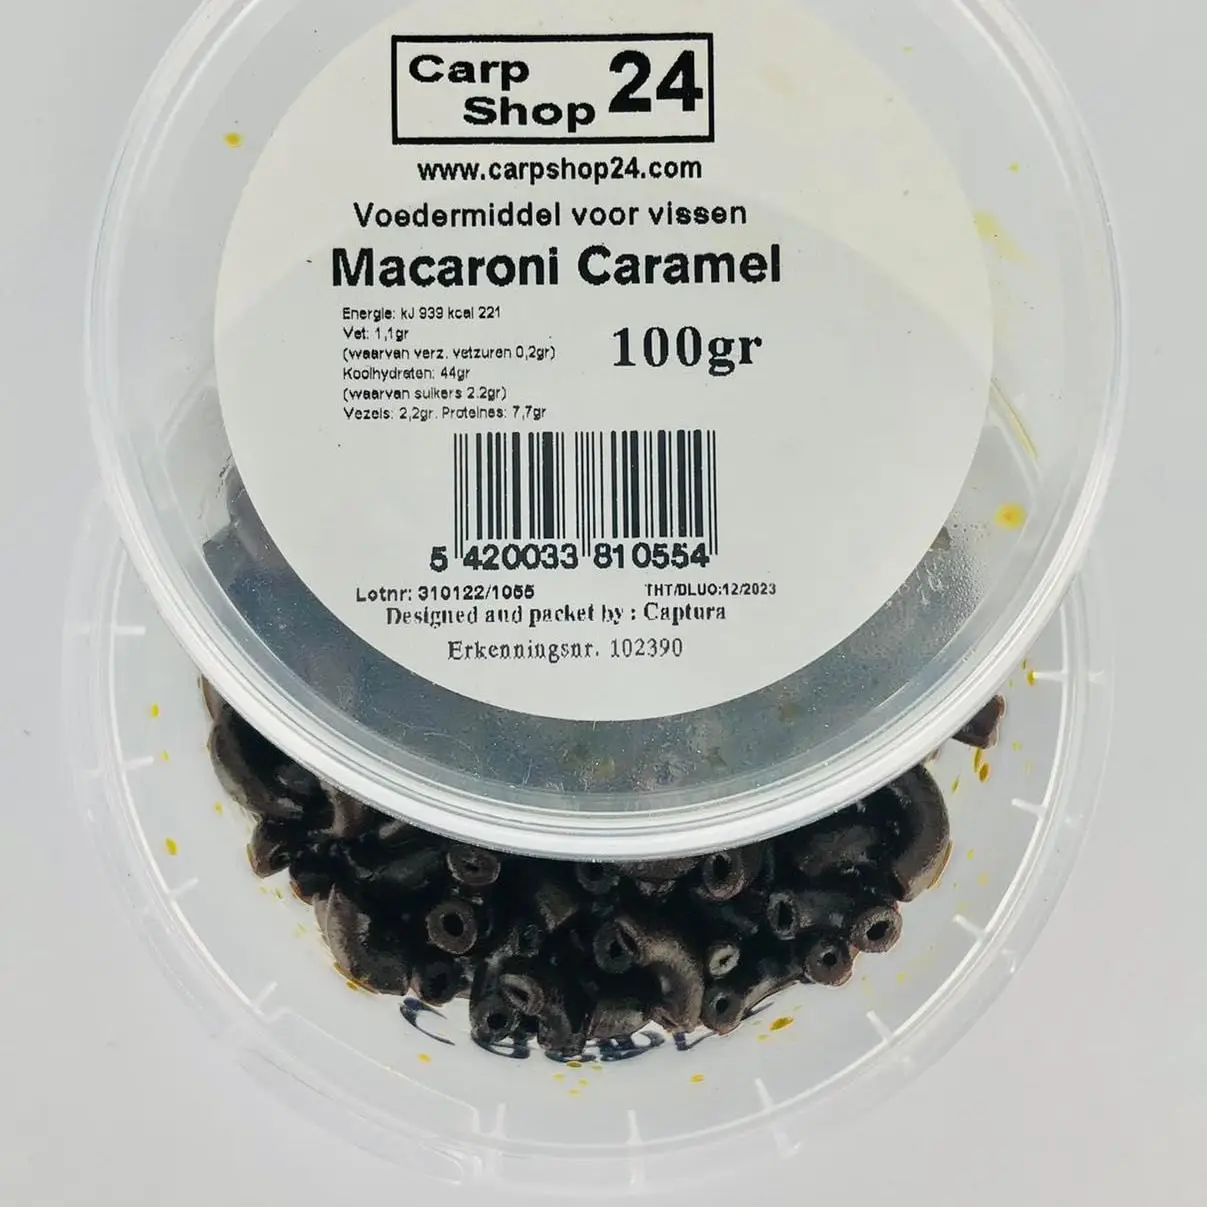 Carp
Shop 24
www.carpshop24.com
Voedermiddel voor vissen
Macaroni Caramel
Energie: kJ 939 kcal 221
Vet: 1,1gr
(waarvan verz. vetzuren 0,2gr)
Koolhydraten: 44gr
(waarvan suikers 2.2gr)
Vezels: 2,2gr. Proteïnes: 7,7gr
100gr
5 420033 810554
Lotnr: 310122/1055
THT/DLUO:12/2023
Designed and packet by : Captura
Erkenningsnr. 102390